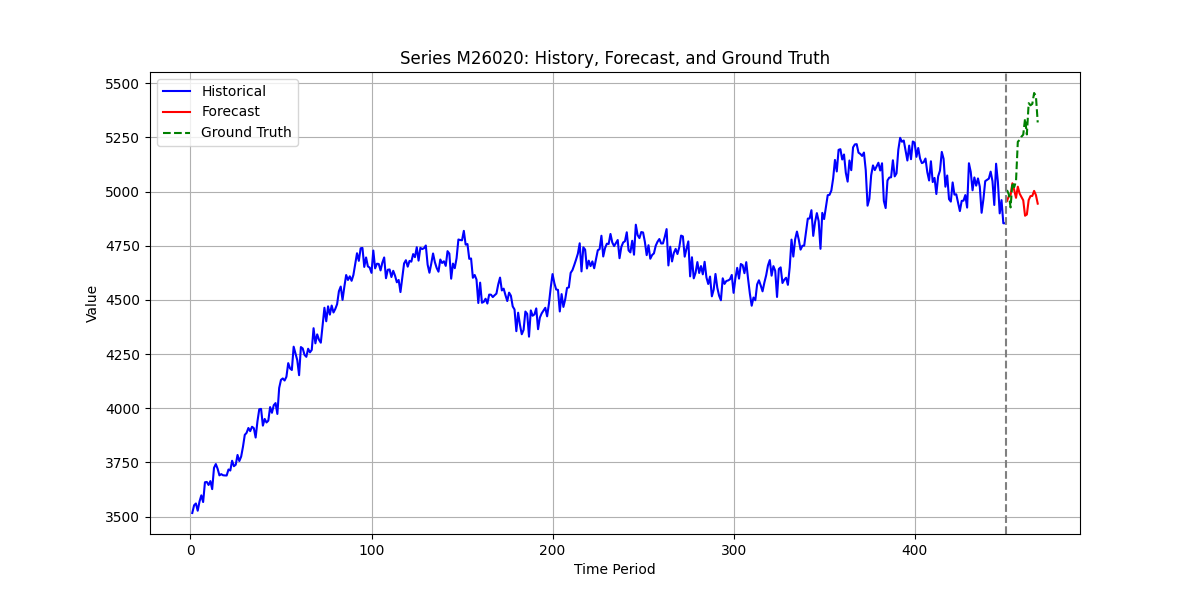 Series M26020: History, Forecast, and Ground Truth
Historical
Forecast
Ground Truth
5500
5250
5000
4750
4500
4250
4000
3750
3500
Value
0
100
200
300
400
Time Period